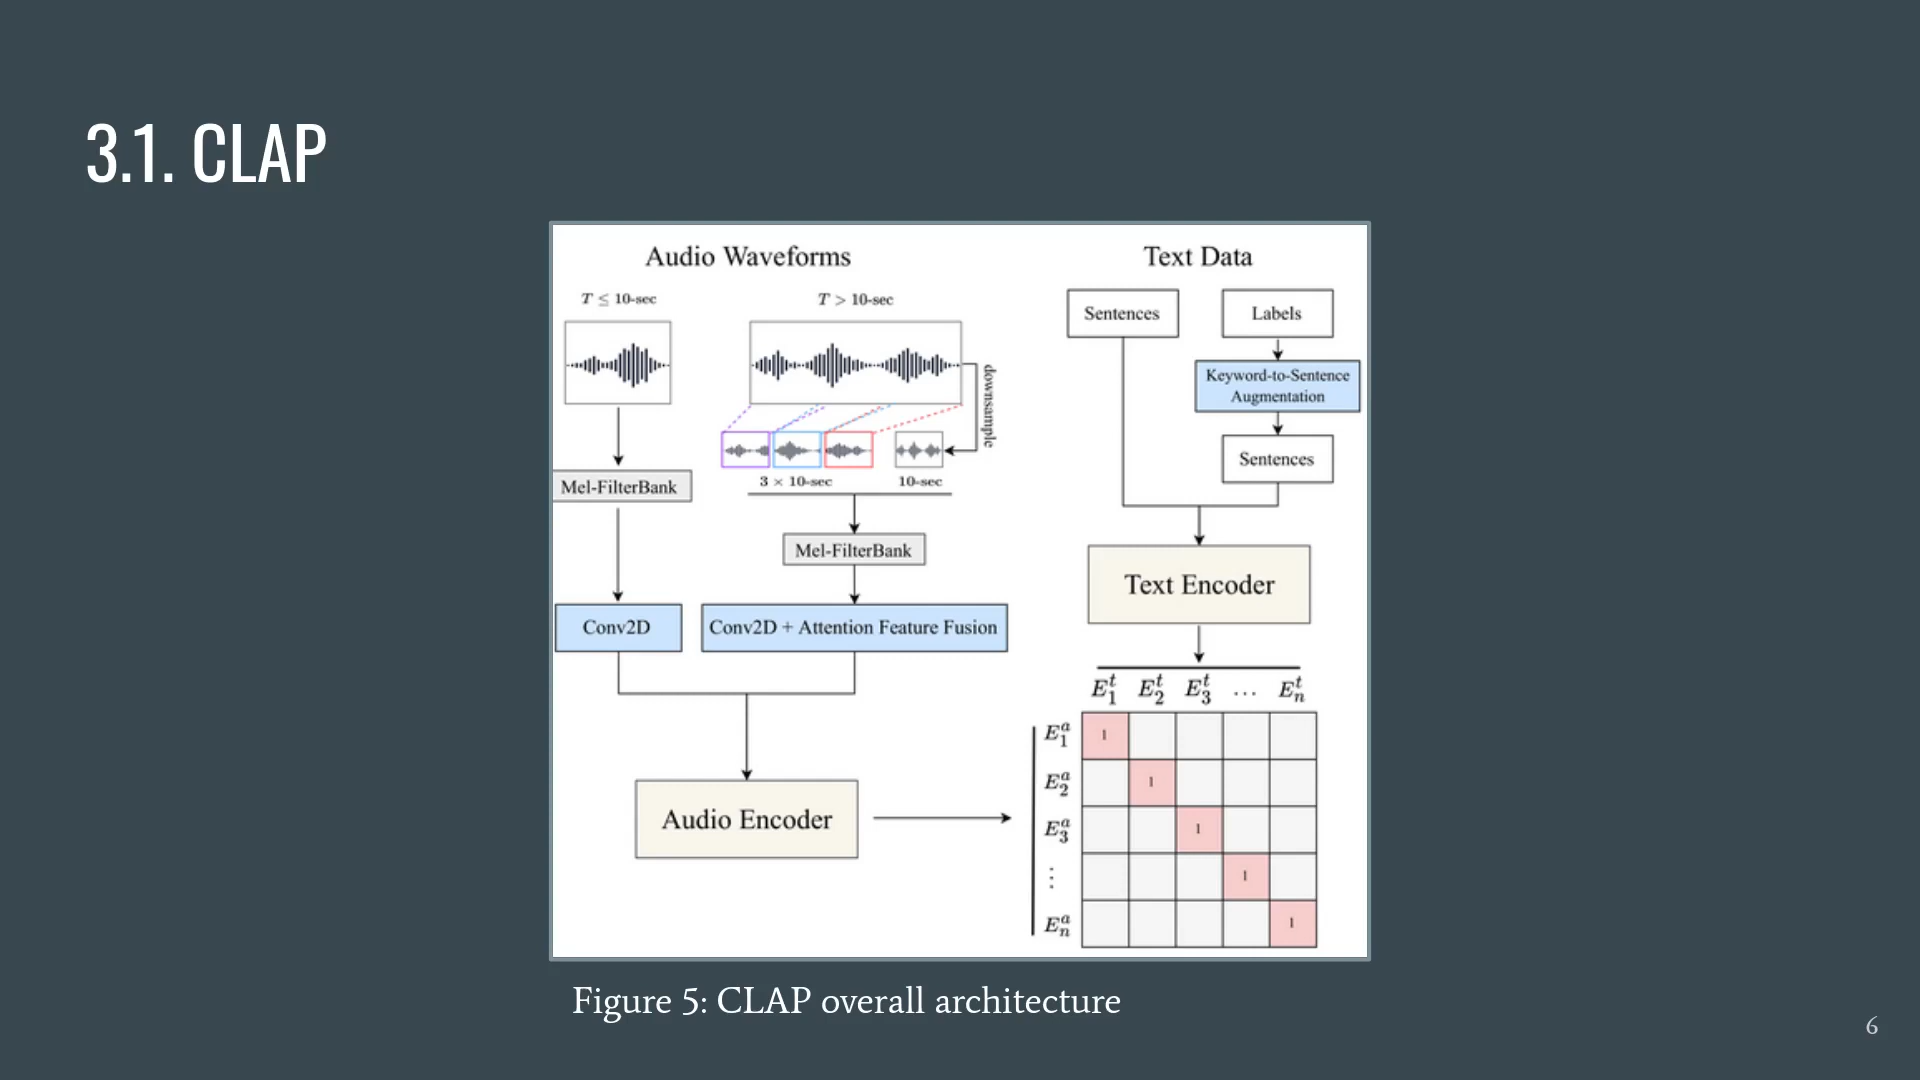 3.1. CLAP
Audio Waveforms
T ≤ 10-sec
T > 10-sec
downsample
3 × 10-sec
10-sec
Mel-FilterBank
Mel-FilterBank
Conv2D
Conv2D + Attention Feature Fusion
Audio Encoder
Text Data
Sentences
Labels
Keyword-to-Sentence
Augmentation
Sentences
Text Encoder
E₁ᵗ E₂ᵗ E₃ᵗ … Eₙᵗ
E₁ᵃ 1
E₂ᵃ 1
E₃ᵃ 1
⋮ 1
Eₙᵃ 1
Figure 5: CLAP overall architecture
6